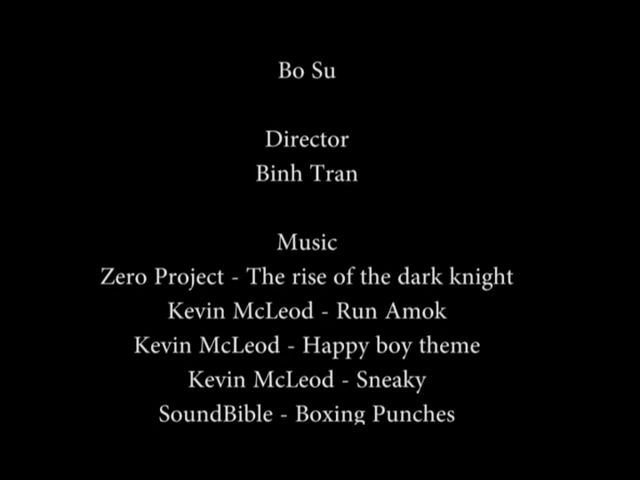 Bo Su
Director
Binh Tran
Music
Zero Project - The rise of the dark knight
Kevin McLeod - Run Amok
Kevin McLeod - Happy boy theme
Kevin McLeod - Sneaky
SoundBible - Boxing Punches